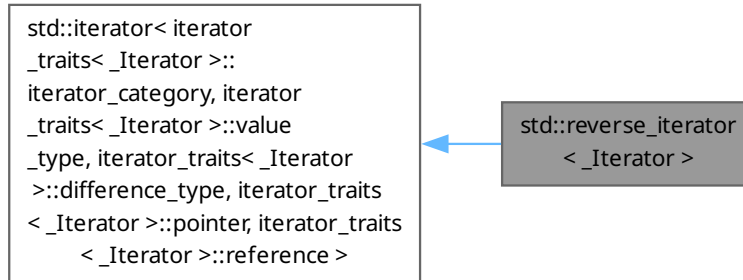 std::iterator< iterator
_traits< _Iterator >::
iterator_category, iterator
_traits< _Iterator >::value
_type, iterator_traits< _Iterator
>::difference_type, iterator_traits
< _Iterator >::pointer, iterator_traits
< _Iterator >::reference >
std::reverse_iterator
< _Iterator >